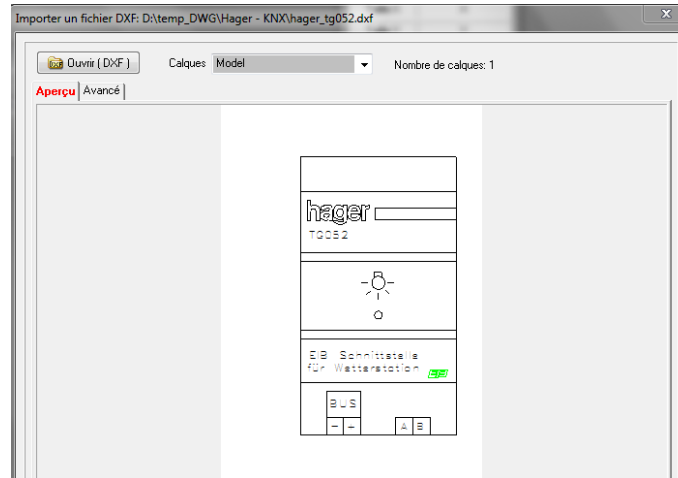 Importer un fichier DXF: D:\temp_DWG\Hager - KNX\hager_tg052.dxf
x
Ouvrir ( DXF )
Calques
Model
Nombre de calques: 1
Aperçu
Avancé
hager
TG052
EIB Schnittstelle
für Wetterstation
BUS
- +
A B